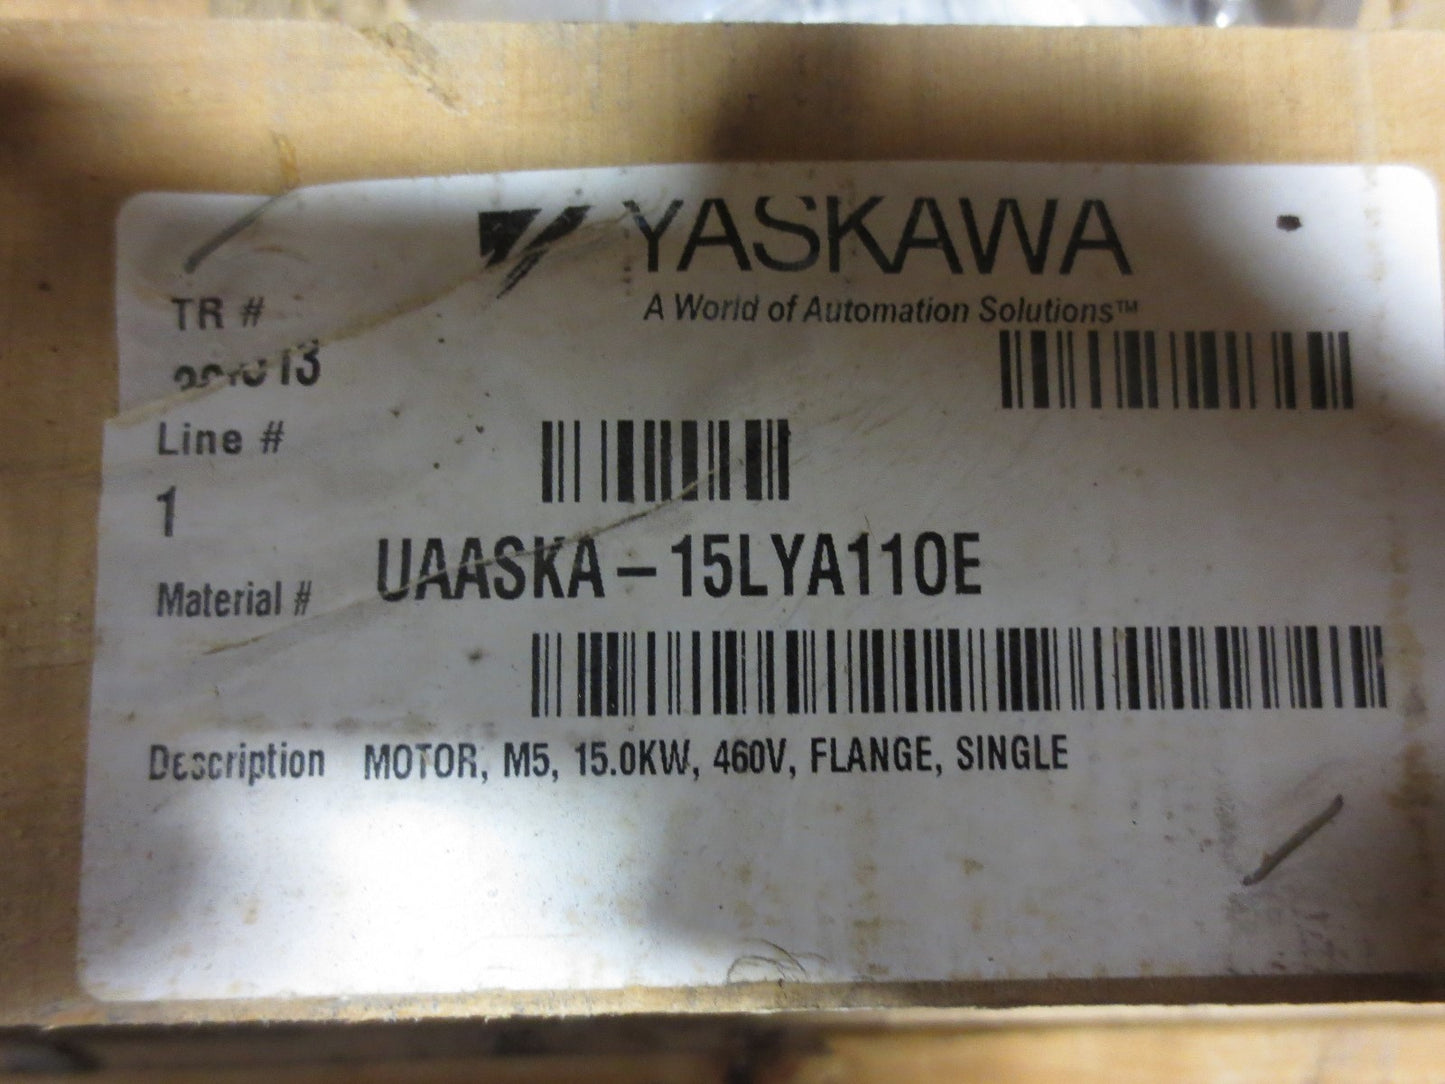 YASKAWA
A World of Automation Solutions™
TR #
Line #
1
Material # UAASKA-15LYA110E
Description MOTOR, M5, 15.0KW, 460V, FLANGE, SINGLE